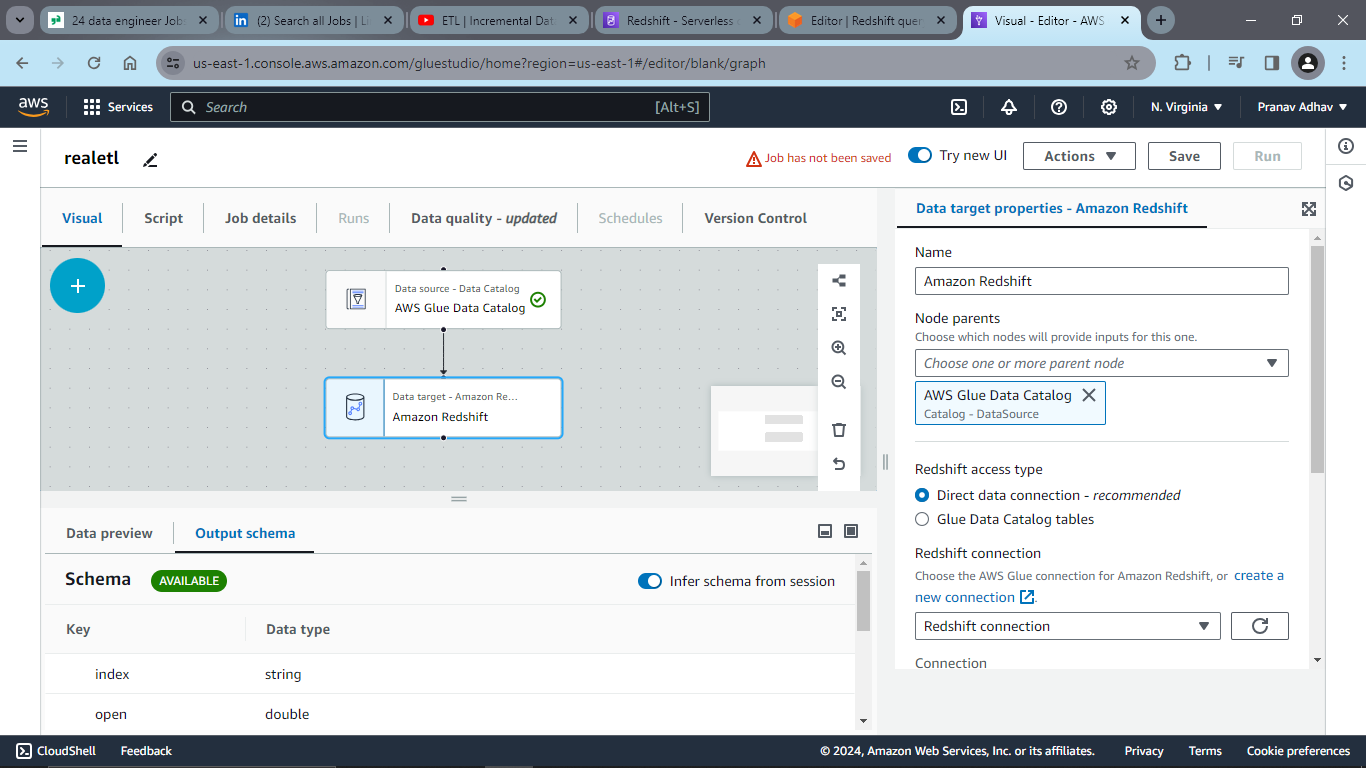 24 data engineer Jobs
(2) Search all Jobs | Li
ETL | Incremental Data
Redshift - Serverless
Editor | Redshift quer
Visual - Editor - AWS
us-east-1.console.aws.amazon.com/gluestudio/home?region=us-east-1#/editor/blank/graph
aws
Services
Search
[Alt+S]
N. Virginia
Pranav Adhav
realetl
Job has not been saved
Try new UI
Actions
Save
Run
Visual
Script
Job details
Runs
Data quality - updated
Schedules
Version Control
Data source - Data Catalog
AWS Glue Data Catalog
Data target - Amazon Re...
Amazon Redshift
Data preview
Output schema
Schema
AVAILABLE
Infer schema from session
Key
Data type
index
string
open
double
Data target properties - Amazon Redshift
Name
Amazon Redshift
Node parents
Choose which nodes will provide inputs for this one.
Choose one or more parent node
AWS Glue Data Catalog
Catalog - DataSource
Redshift access type
Direct data connection - recommended
Glue Data Catalog tables
Redshift connection
Choose the AWS Glue connection for Amazon Redshift, or create a
new connection.
Redshift connection
Connection
CloudShell
Feedback
© 2024, Amazon Web Services, Inc. or its affiliates.
Privacy
Terms
Cookie preferences